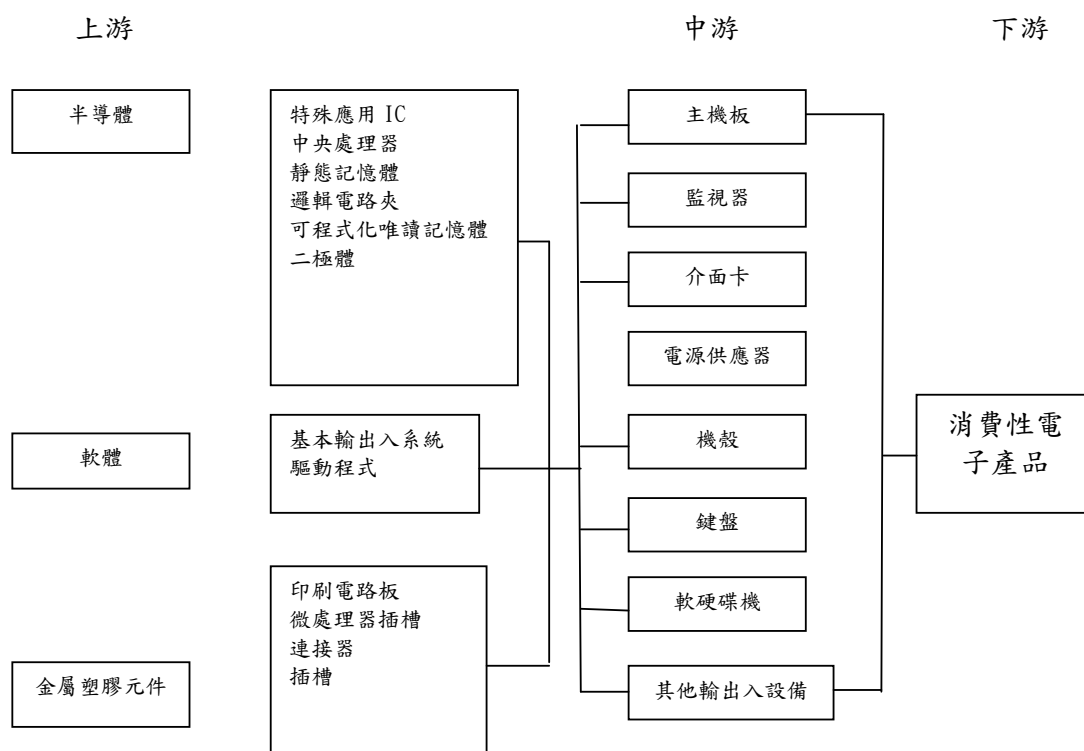 上游
中游
下游
半導體
特殊應用 IC
中央處理器
靜態記憶體
邏輯電路夾
可程式化唯讀記憶體
二極體
主機板
監視器
介面卡
電源供應器
軟體
基本輸出入系統
驅動程式
機殼
消費性電
子產品
鍵盤
印刷電路板
微處理器插槽
連接器
插槽
軟硬碟機
金屬塑膠元件
其他輸出入設備